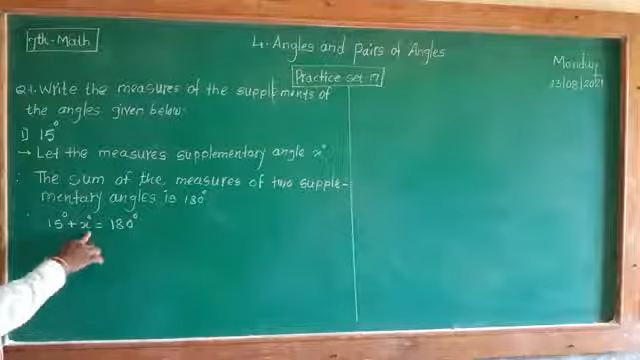 7th-Math
4. Angles and Pairs of Angles
Practice set 17
Monday
23/08/2021
Q1. Write the measures of the supplements of
the angles given below.
i) 15°
→ Let the measures supplementary angle x°
∴ The sum of the measures of two supple-
mentary angles is 180°
∴ 15° + x° = 180°